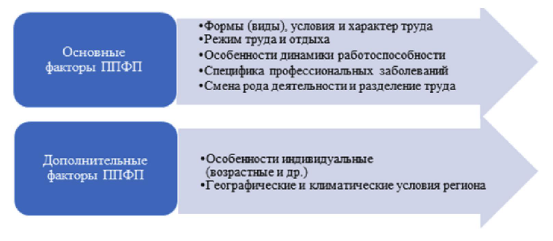 Основные
факторы ППФП
•Формы (виды), условия и характер труда
•Режим труда и отдыха
•Особенности динамики работоспособности
•Специфика профессиональных заболеваний
•Смена рода деятельности и разделение труда
Дополнительные
факторы ППФП
•Особенности индивидуальные
(возрастные и др.)
•Географические и климатические условия региона